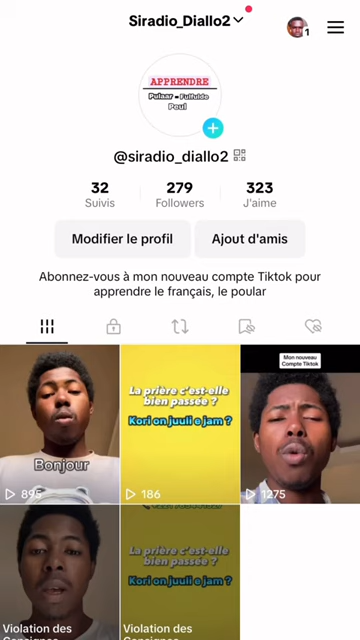 Siradio_Diallo2
1
APPRENDRE
Pulaar - Fulfulde
Peul
@siradio_diallo2
32
279
323
Suivis
Followers
J'aime
Modifier le profil
Ajout d'amis
Abonnez-vous à mon nouveau compte Tiktok pour
apprendre le français, le poular
Bonjour
895
La prière c'est-elle
bien passée ?
Kori on juuli e jam ?
186
Mon nouveau
Compte Tiktok
1275
Violation des
Consignes
La prière c'est-elle
bien passée ?
Kori on juuli e jam ?
Violation des
Consignes